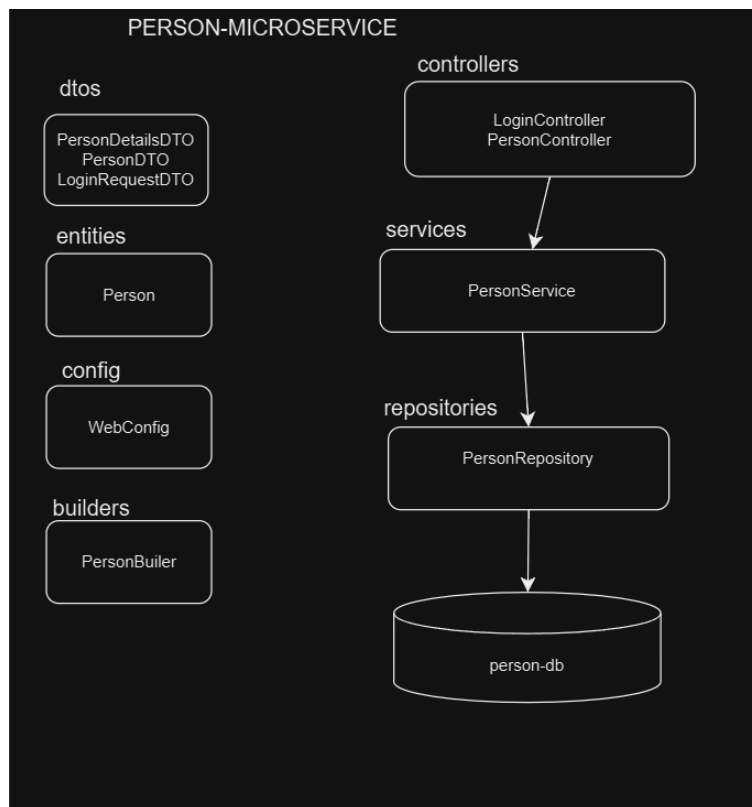 PERSON-MICROSERVICE
dtos
PersonDetailsDTO
PersonDTO
LoginRequestDTO
entities
Person
config
WebConfig
builders
PersonBuiler
controllers
LoginController
PersonController
services
PersonService
repositories
PersonRepository
person-db